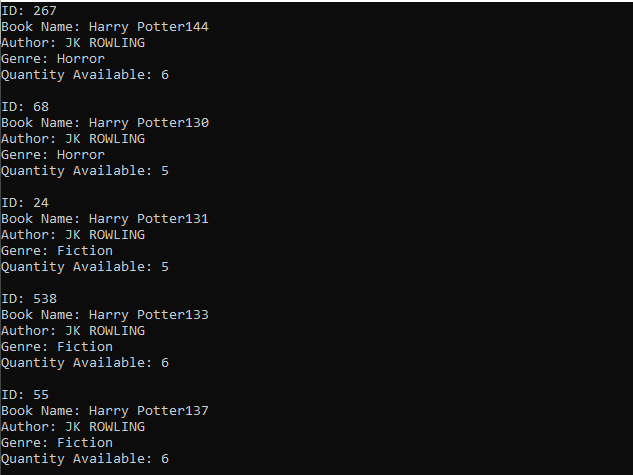 ID: 267
Book Name: Harry Potter144
Author: JK ROWLING
Genre: Horror
Quantity Available: 6
ID: 68
Book Name: Harry Potter130
Author: JK ROWLING
Genre: Horror
Quantity Available: 5
ID: 24
Book Name: Harry Potter131
Author: JK ROWLING
Genre: Fiction
Quantity Available: 5
ID: 538
Book Name: Harry Potter133
Author: JK ROWLING
Genre: Fiction
Quantity Available: 6
ID: 55
Book Name: Harry Potter137
Author: JK ROWLING
Genre: Fiction
Quantity Available: 6